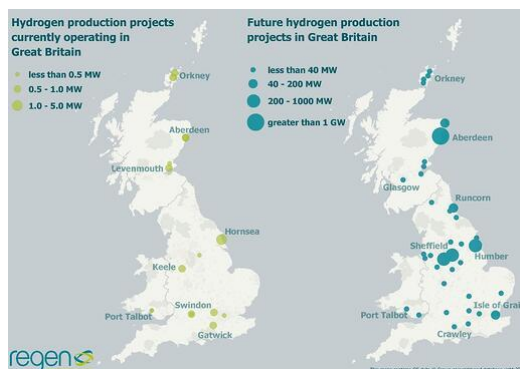 Hydrogen production projects
currently operating in
Great Britain
less than 0.5 MW
0.5 - 1.0 MW
1.0 - 5.0 MW
Orkney
Aberdeen
Levenmouth
Hornsea
Keele
Swindon
Port Talbot
Gatwick
regen
Future hydrogen production
projects in Great Britain
less than 40 MW
40 - 200 MW
200 - 1000 MW
greater than 1 GW
Orkney
Aberdeen
Glasgow
Runcorn
Sheffield
Humber
Isle of Grai
Port Talbot
Crawley